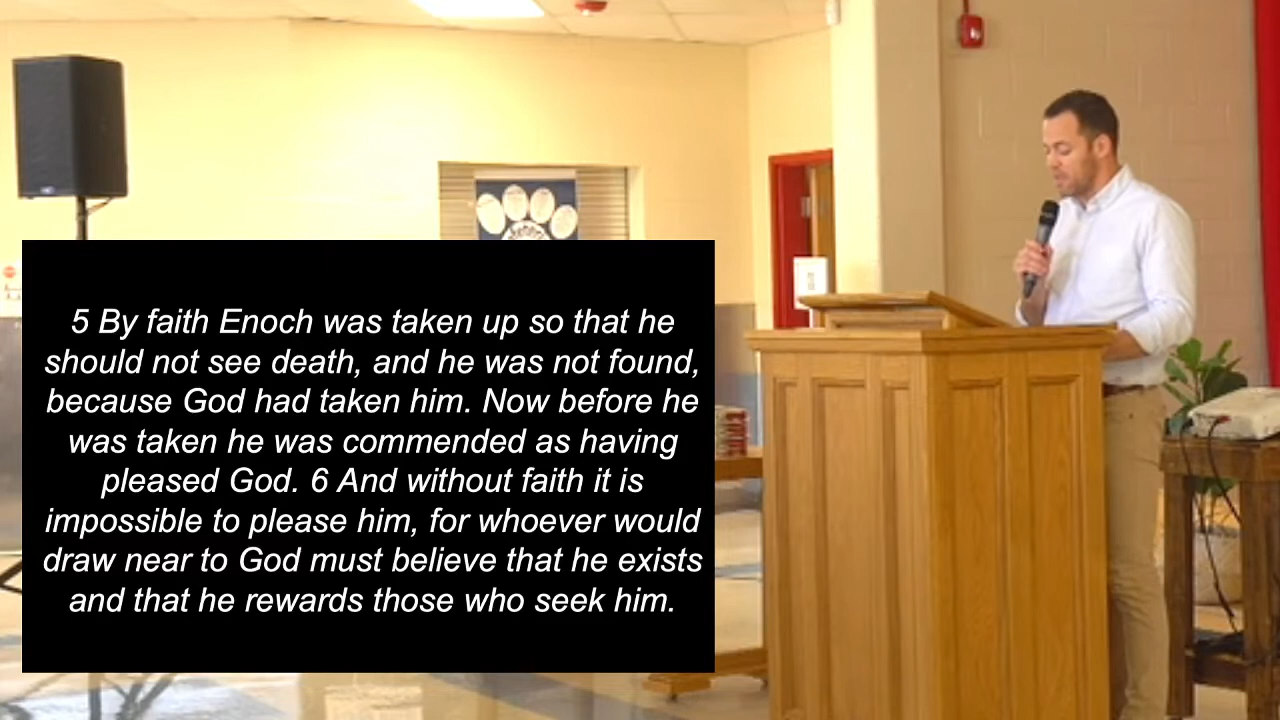 5 By faith Enoch was taken up so that he
should not see death, and he was not found,
because God had taken him. Now before he
was taken he was commended as having
pleased God. 6 And without faith it is
impossible to please him, for whoever would
draw near to God must believe that he exists
and that he rewards those who seek him.